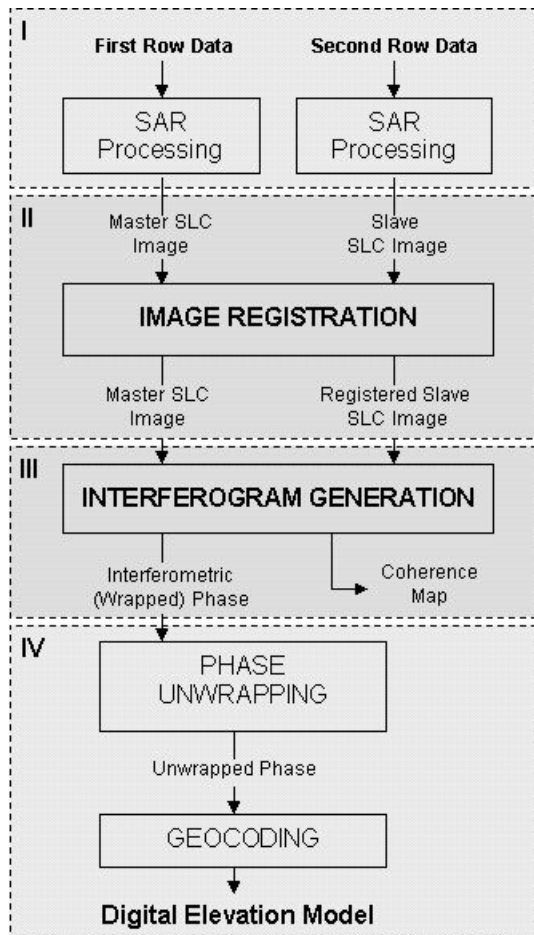 I
First Row Data
Second Row Data
SAR
Processing
SAR
Processing
II
Master SLC
Image
Slave
SLC Image
IMAGE REGISTRATION
Master SLC
Image
Registered Slave
SLC Image
III
INTERFEROGRAM GENERATION
Interferometric
(Wrapped) Phase
Coherence
Map
IV
PHASE
UNWRAPPING
Unwrapped Phase
GEOCODING
Digital Elevation Model